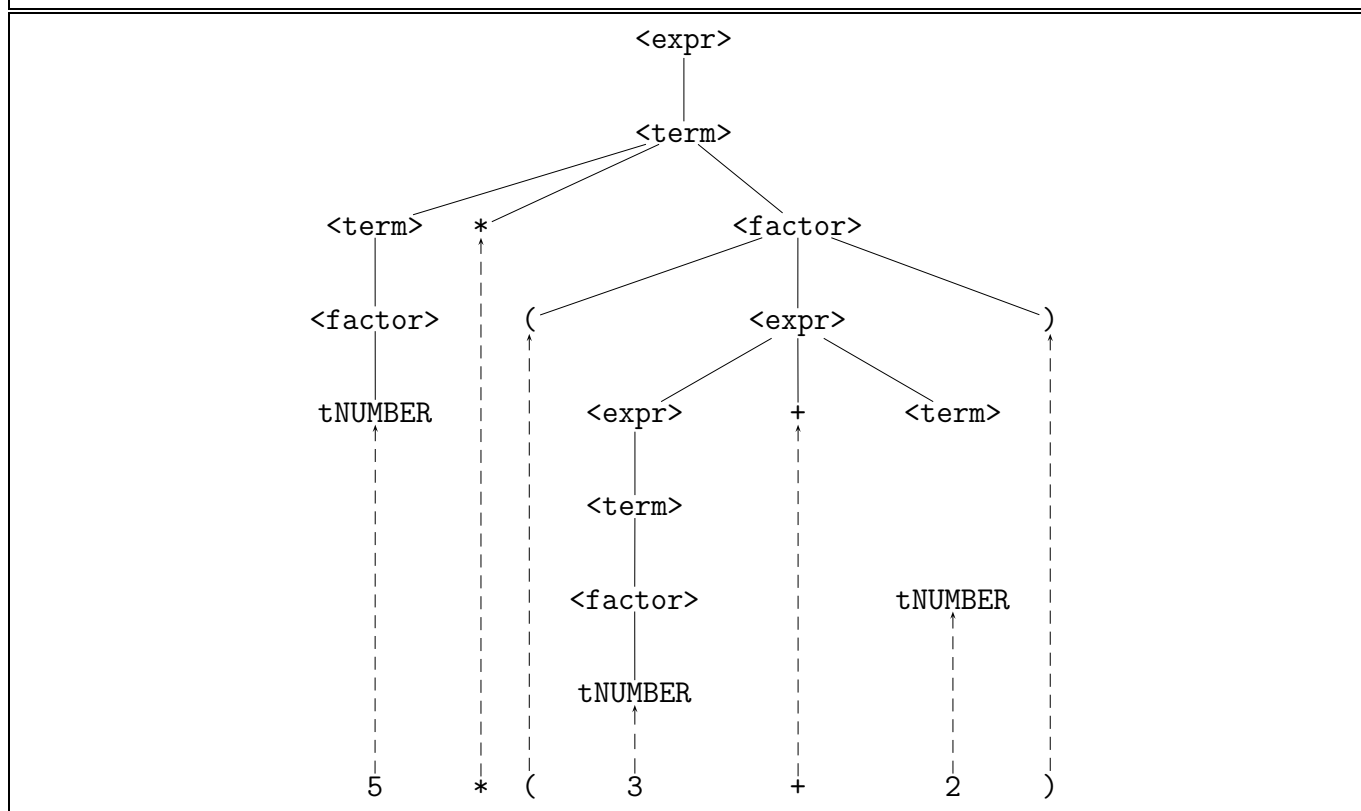 <expr>
<term>
<term> * <factor>
<factor> ( <expr> )
tNUMBER <expr> + <term>
<term>
<factor> tNUMBER
tNUMBER
5 * ( 3 + 2 )